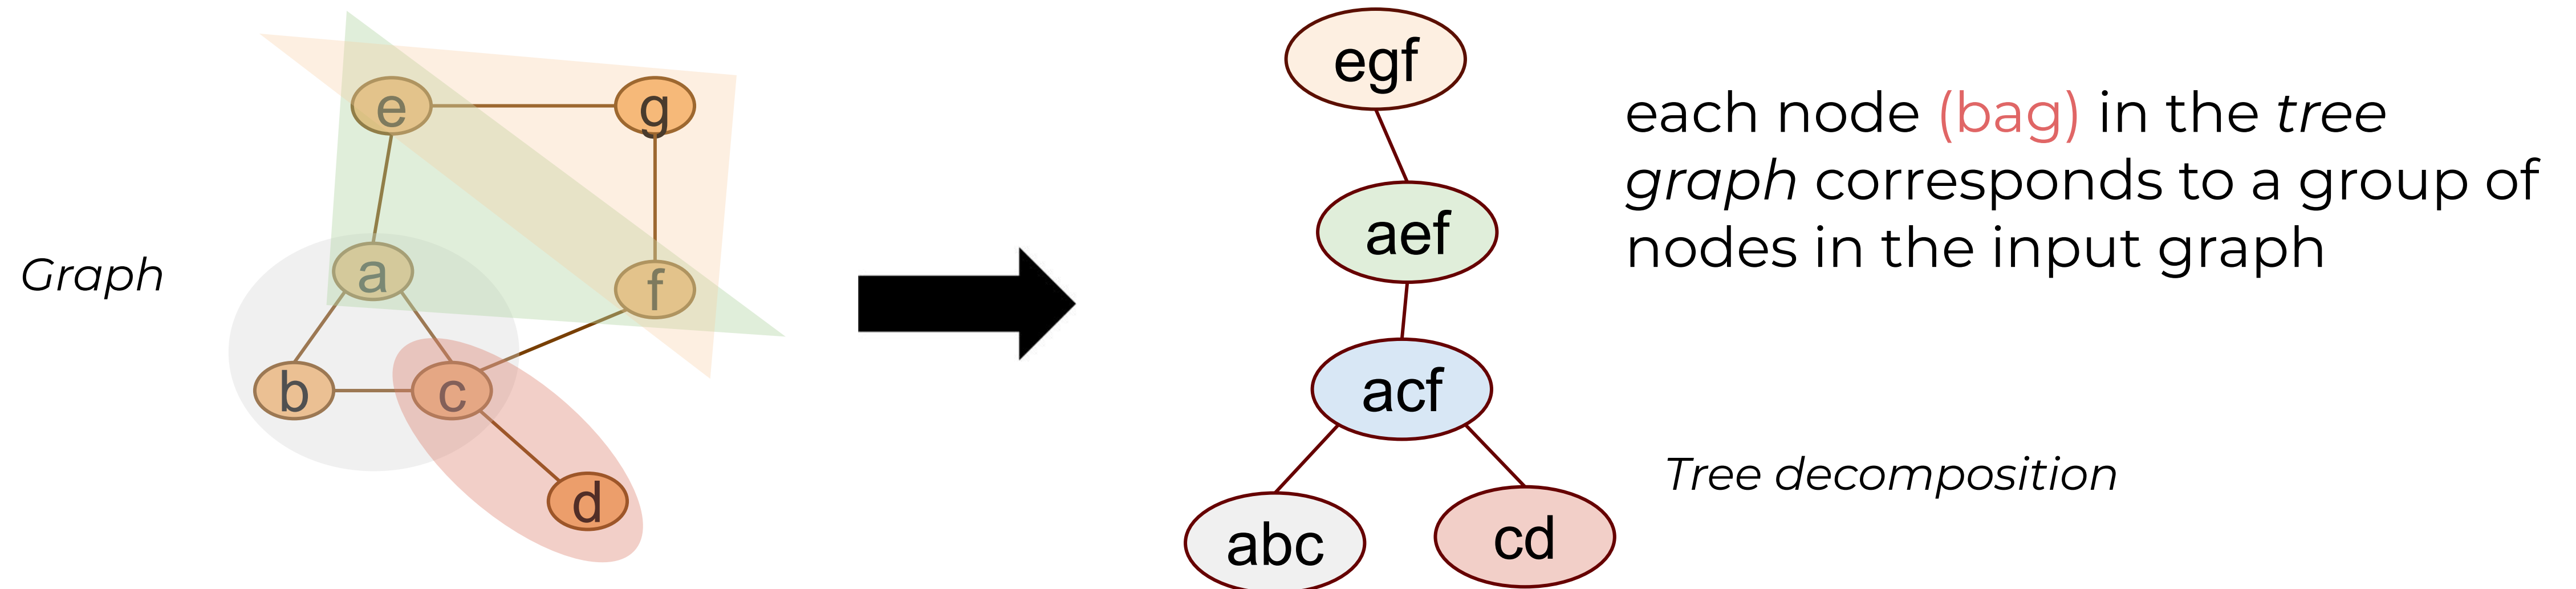 Graph
e
g
a
f
b
c
d
egf
aef
acf
abc
cd
each node (bag) in the tree
graph corresponds to a group of
nodes in the input graph
Tree decomposition